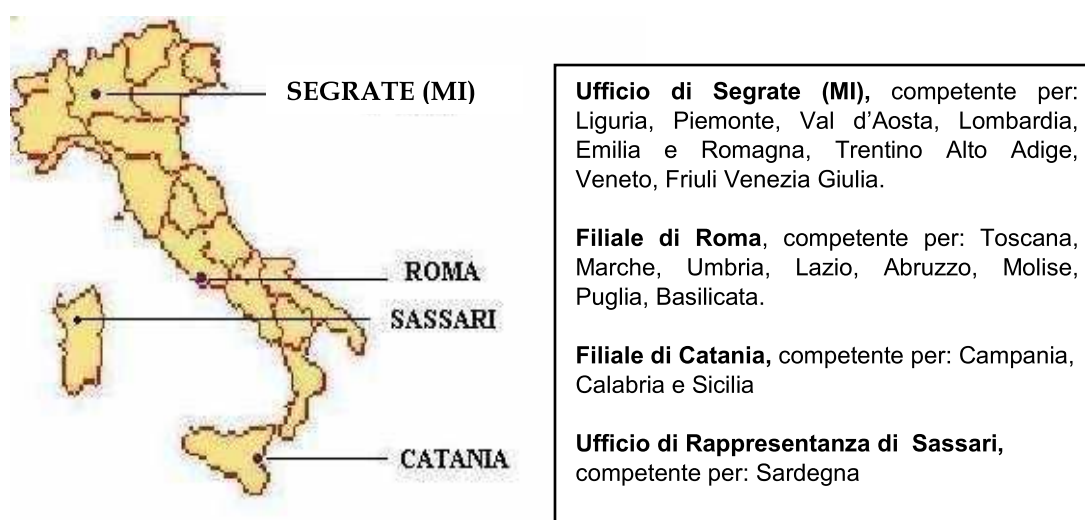 SEGRATE (MI)
ROMA
SASSARI
CATANIA
Ufficio di Segrate (MI), competente per:
Liguria, Piemonte, Val d’Aosta, Lombardia,
Emilia e Romagna, Trentino Alto Adige,
Veneto, Friuli Venezia Giulia.
Filiale di Roma, competente per: Toscana,
Marche, Umbria, Lazio, Abruzzo, Molise,
Puglia, Basilicata.
Filiale di Catania, competente per: Campania,
Calabria e Sicilia
Ufficio di Rappresentanza di Sassari,
competente per: Sardegna